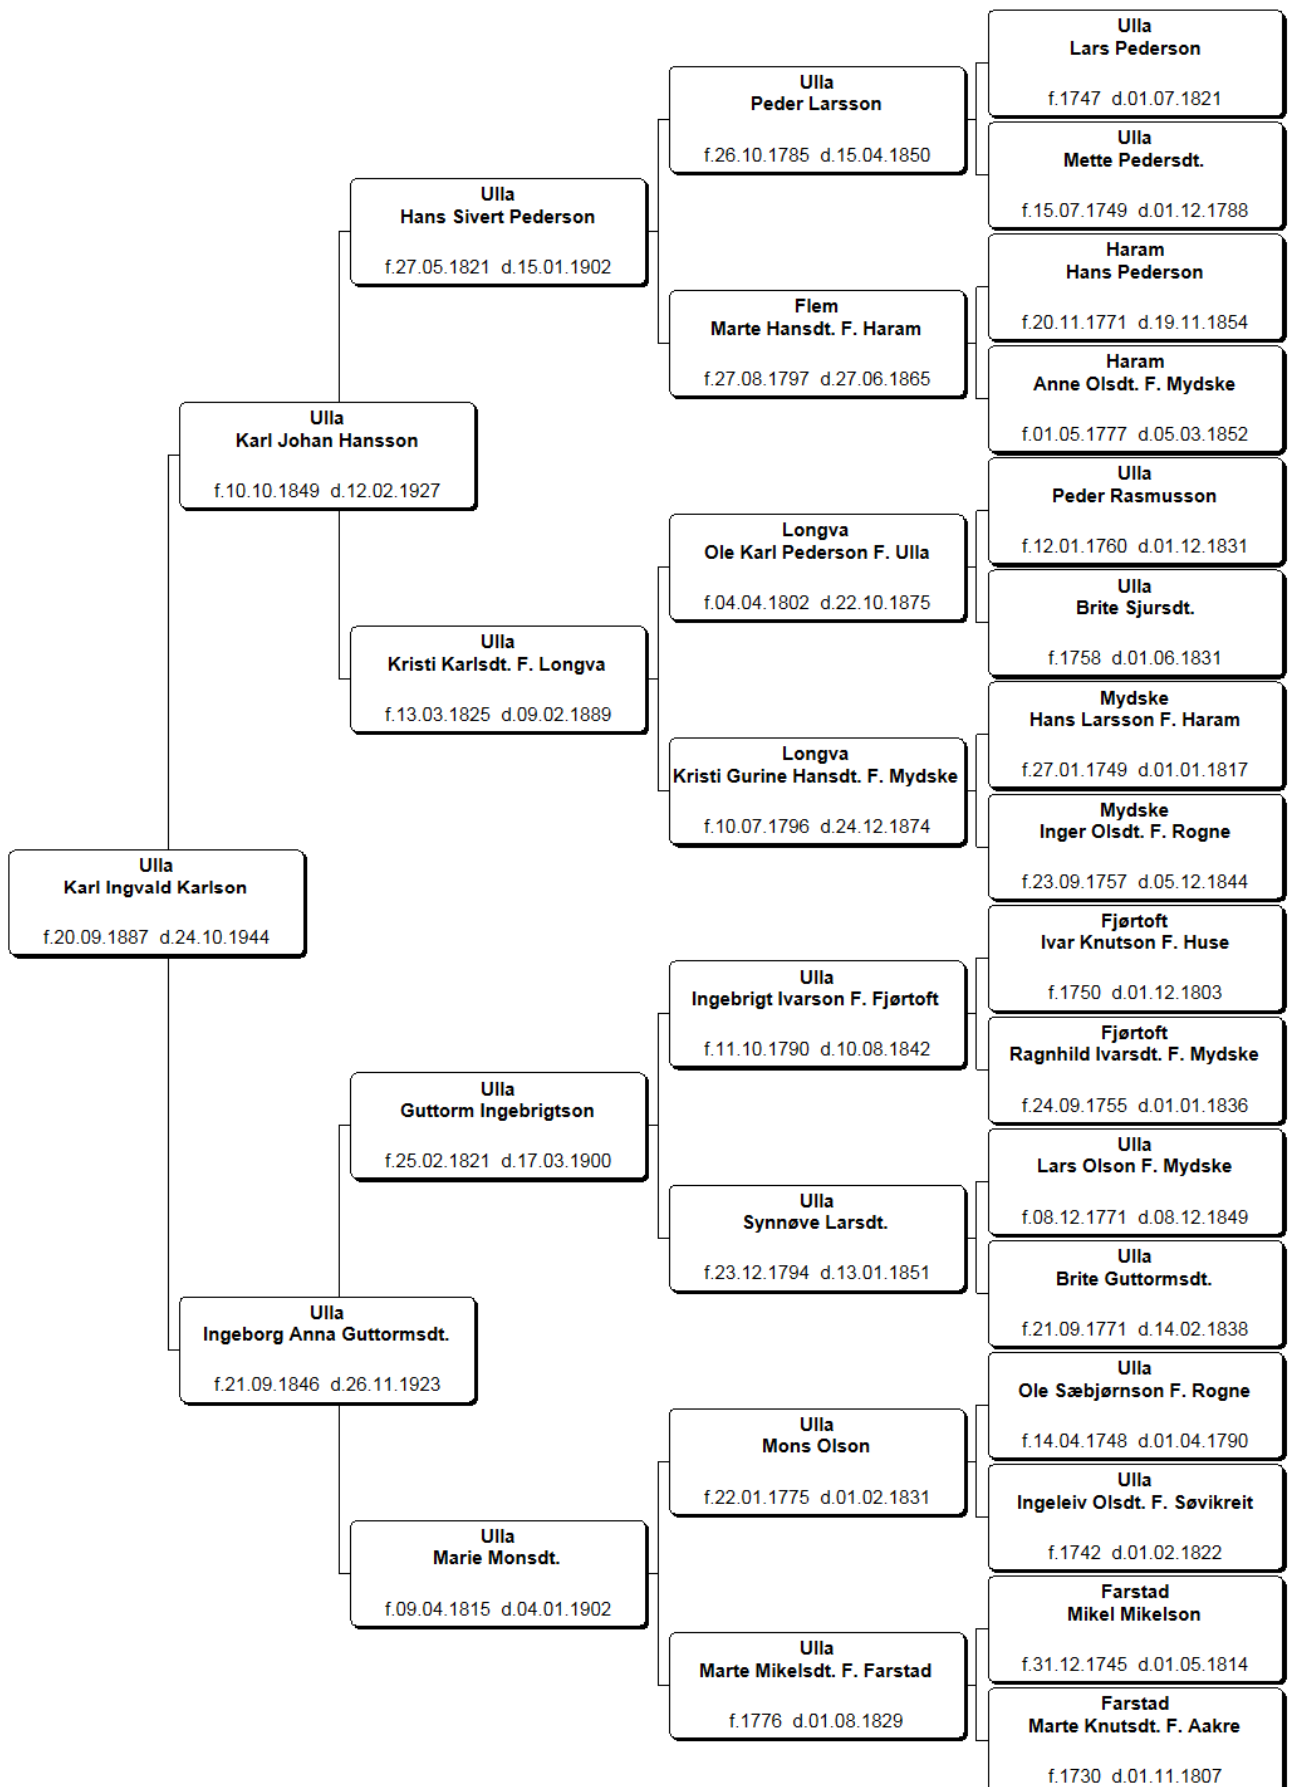 Ulla
Lars Pederson
f.1747 d.01.07.1821
Ulla
Peder Larsson
f.26.10.1785 d.15.04.1850
Ulla
Mette Pedersdt.
f.15.07.1749 d.01.12.1788
Ulla
Hans Sivert Pederson
f.27.05.1821 d.15.01.1902
Haram
Hans Pederson
f.20.11.1771 d.19.11.1854
Flem
Marte Hansdt. F. Haram
f.27.08.1797 d.27.06.1865
Haram
Anne Olsdt. F. Mydske
f.01.05.1777 d.05.03.1852
Ulla
Karl Johan Hansson
f.10.10.1849 d.12.02.1927
Ulla
Peder Rasmusson
f.12.01.1760 d.01.12.1831
Longva
Ole Karl Pederson F. Ulla
f.04.04.1802 d.22.10.1875
Ulla
Brite Sjursdt.
f.1758 d.01.06.1831
Ulla
Kristi Karlsdt. F. Longva
f.13.03.1825 d.09.02.1889
Mydske
Hans Larsson F. Haram
f.27.01.1749 d.01.01.1817
Longva
Kristi Gurine Hansdt. F. Mydske
f.10.07.1796 d.24.12.1874
Mydske
Inger Olsdt. F. Rogne
f.23.09.1757 d.05.12.1844
Ulla
Karl Ingvald Karlson
f.20.09.1887 d.24.10.1944
Fjørtoft
Ivar Knutson F. Huse
f.1750 d.01.12.1803
Ulla
Ingebrigt Ivarson F. Fjørtoft
f.11.10.1790 d.10.08.1842
Fjørtoft
Ragnhild Ivarsdt. F. Mydske
f.24.09.1755 d.01.01.1836
Ulla
Guttorm Ingebrigtson
f.25.02.1821 d.17.03.1900
Ulla
Lars Olson F. Mydske
f.08.12.1771 d.08.12.1849
Ulla
Synnøve Larsdt.
f.23.12.1794 d.13.01.1851
Ulla
Brite Guttormsdt.
f.21.09.1771 d.14.02.1838
Ulla
Ingeborg Anna Guttormsdt.
f.21.09.1846 d.26.11.1923
Ulla
Ole Sæbjørnson F. Rogne
f.14.04.1748 d.01.04.1790
Ulla
Mons Olson
f.22.01.1775 d.01.02.1831
Ulla
Ingeleiv Olsdt. F. Søvikreit
f.1742 d.01.02.1822
Ulla
Marie Monsdt.
f.09.04.1815 d.04.01.1902
Farstad
Mikel Mikelson
f.31.12.1745 d.01.05.1814
Ulla
Marte Mikelsdt. F. Farstad
f.1776 d.01.08.1829
Farstad
Marte Knutsdt. F. Aakre
f.1730 d.01.11.1807